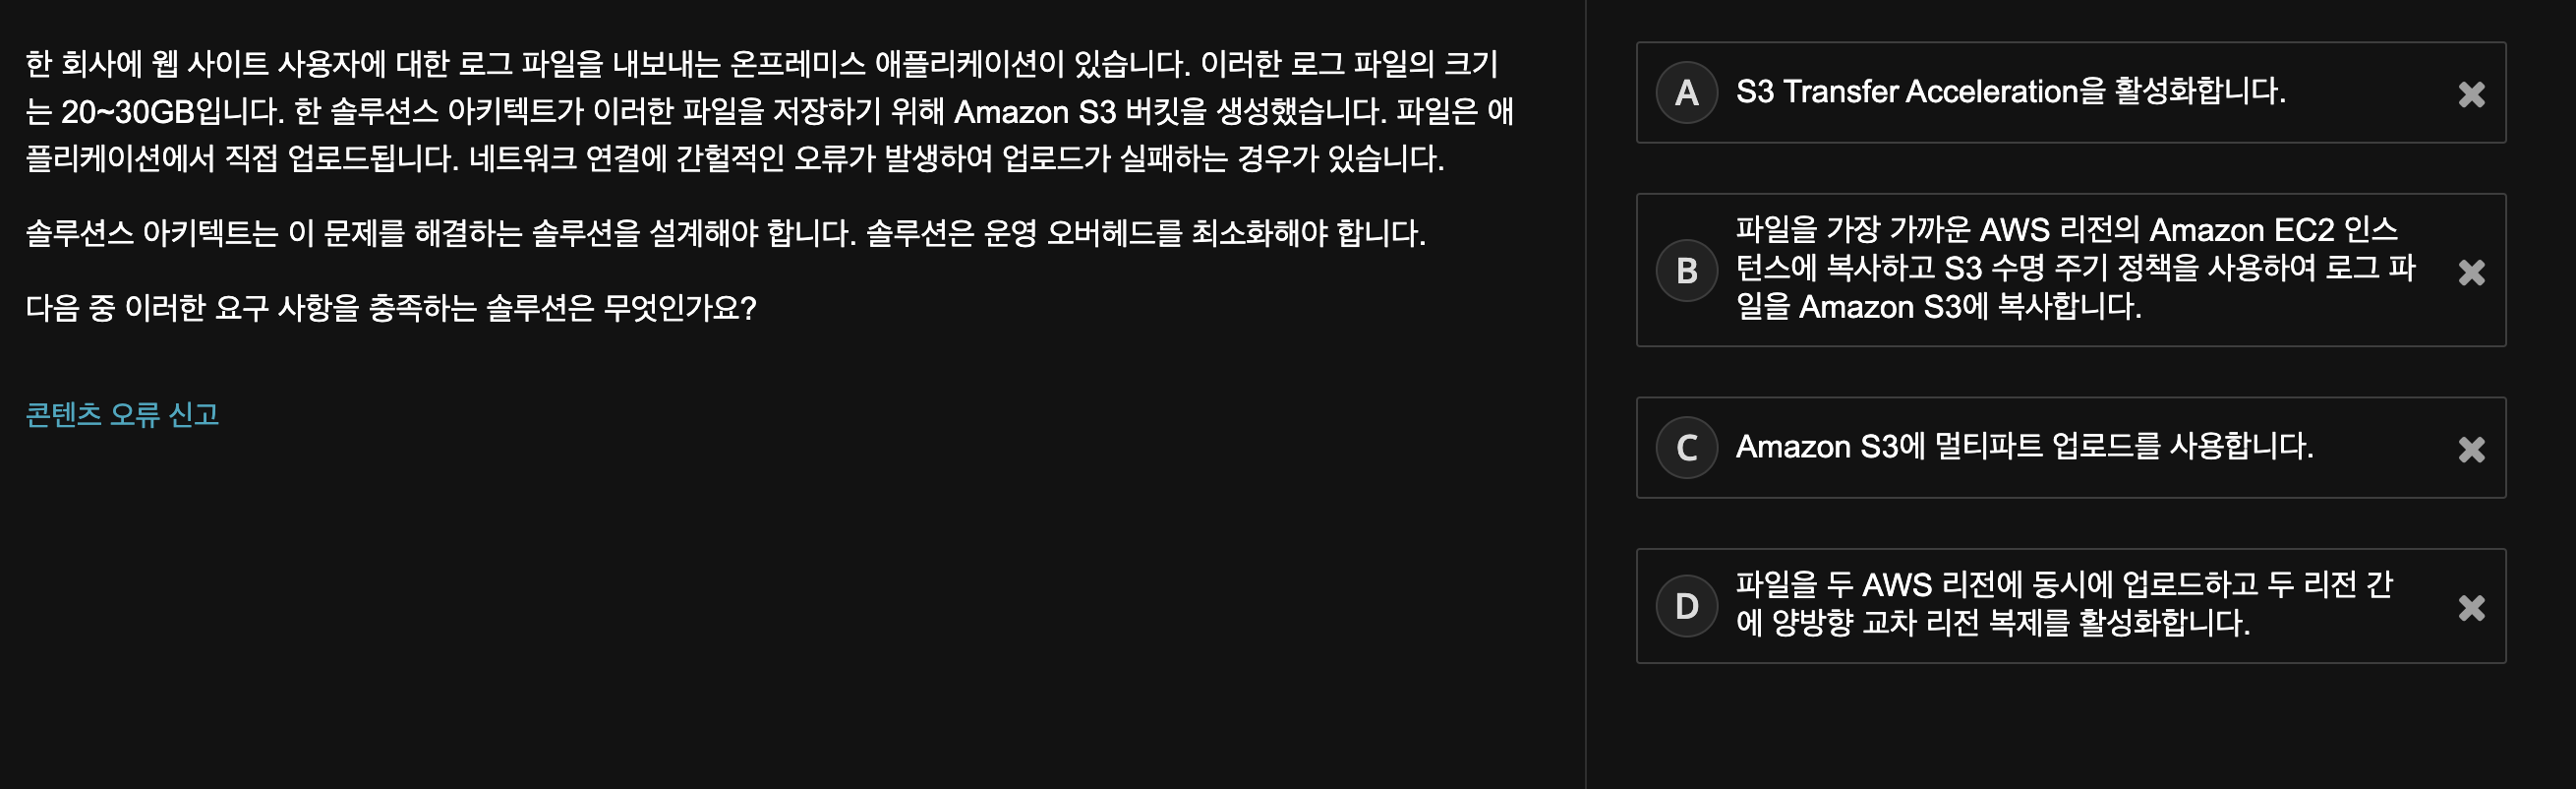 한 회사에 웹 사이트 사용자에 대한 로그 파일을 내보내는 온프레미스 애플리케이션이 있습니다. 이러한 로그 파일의 크기
는 20~30GB입니다. 한 솔루션스 아키텍트가 이러한 파일을 저장하기 위해 Amazon S3 버킷을 생성했습니다. 파일은 애
플리케이션에서 직접 업로드됩니다. 네트워크 연결에 간헐적인 오류가 발생하여 업로드가 실패하는 경우가 있습니다.
솔루션스 아키텍트는 이 문제를 해결하는 솔루션을 설계해야 합니다. 솔루션은 운영 오버헤드를 최소화해야 합니다.
다음 중 이러한 요구 사항을 충족하는 솔루션은 무엇인가요?
콘텐츠 오류 신고
A S3 Transfer Acceleration을 활성화합니다.
B 파일을 가장 가까운 AWS 리전의 Amazon EC2 인스
턴스에 복사하고 S3 수명 주기 정책을 사용하여 로그 파
일을 Amazon S3에 복사합니다.
C Amazon S3에 멀티파트 업로드를 사용합니다.
D 파일을 두 AWS 리전에 동시에 업로드하고 두 리전 간
에 양방향 교차 리전 복제를 활성화합니다.